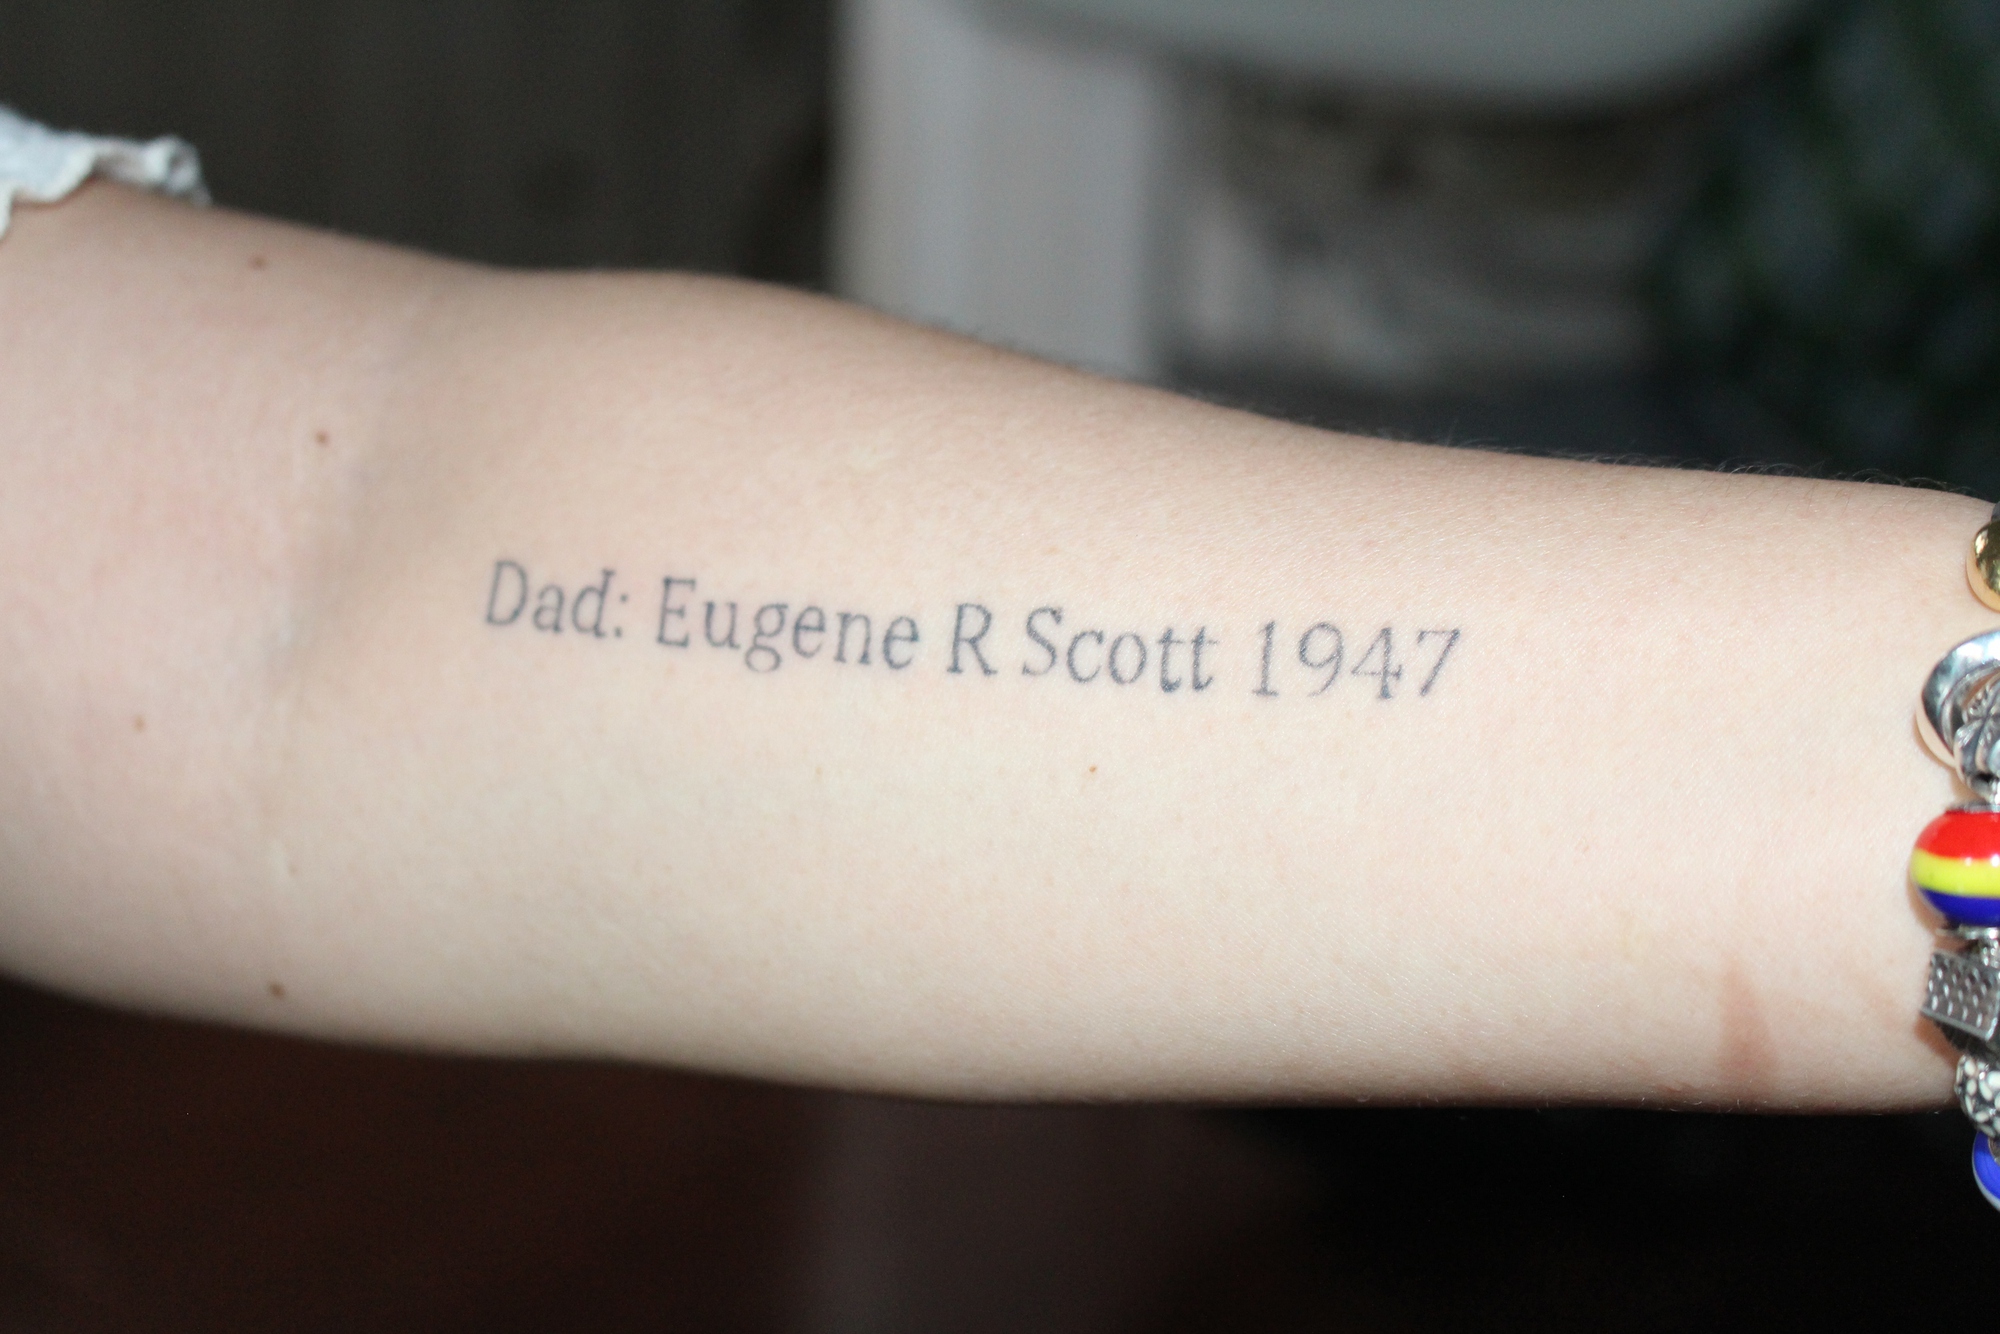 Dad: Eugene R Scott 1947